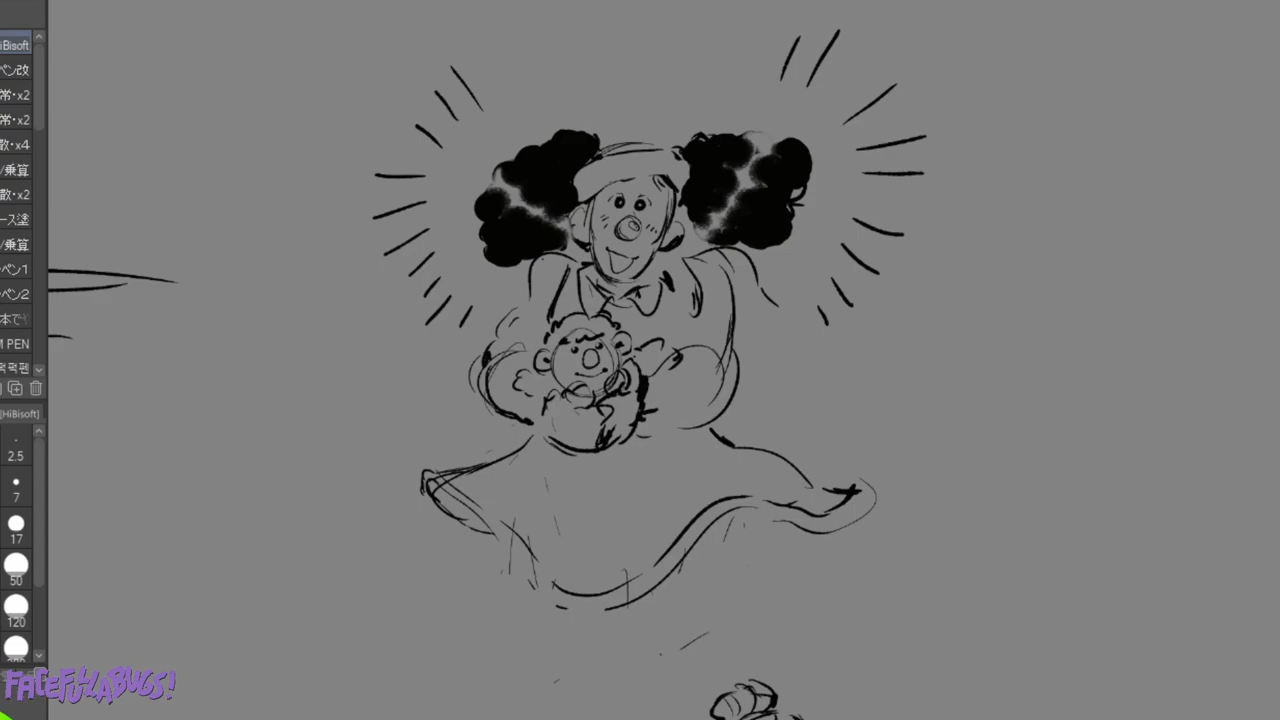 HiBisoft
ペン改
常・x2
常・x2
散・x4
/乗算
散・x2
ース塗
/乗算
ペン1
ペン2
本で
M PEN
[HiBisoft]
2.5
7
17
50
120
FACEFULLABUGS!